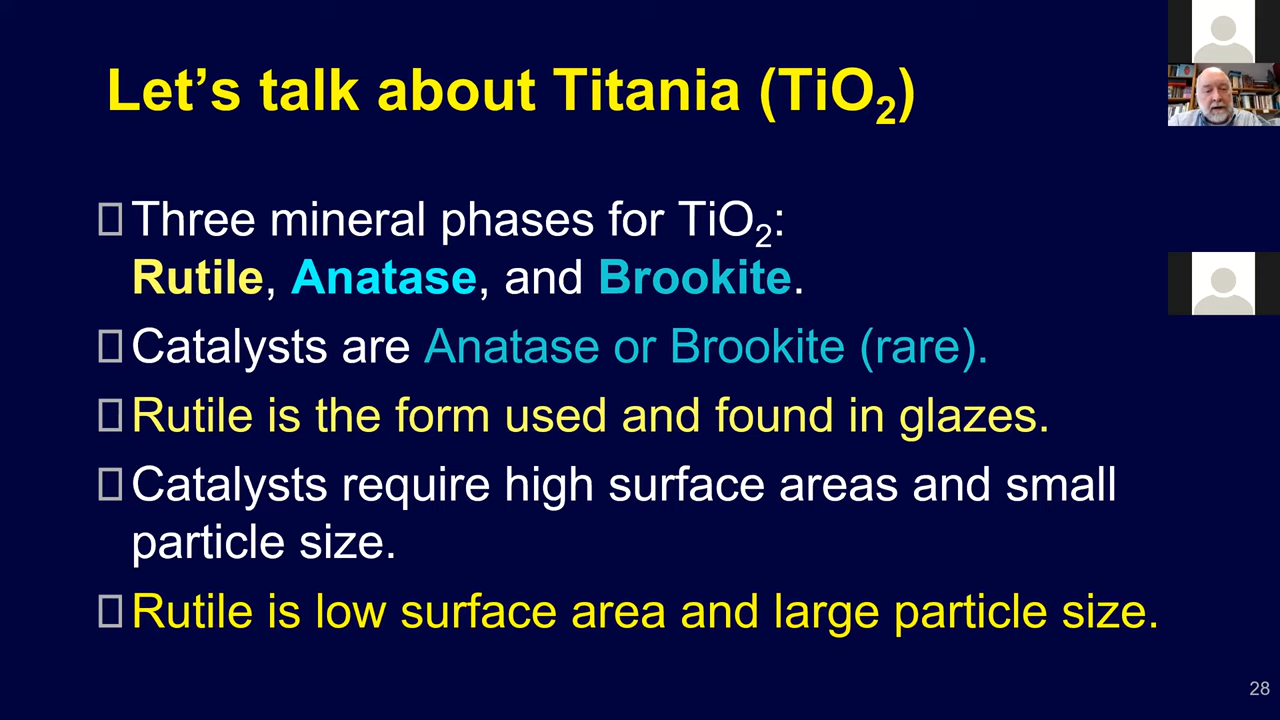 Let’s talk about Titania (TiO₂)
Three mineral phases for TiO₂:
Rutile, Anatase, and Brookite.
Catalysts are Anatase or Brookite (rare).
Rutile is the form used and found in glazes.
Catalysts require high surface areas and small
particle size.
Rutile is low surface area and large particle size.
28